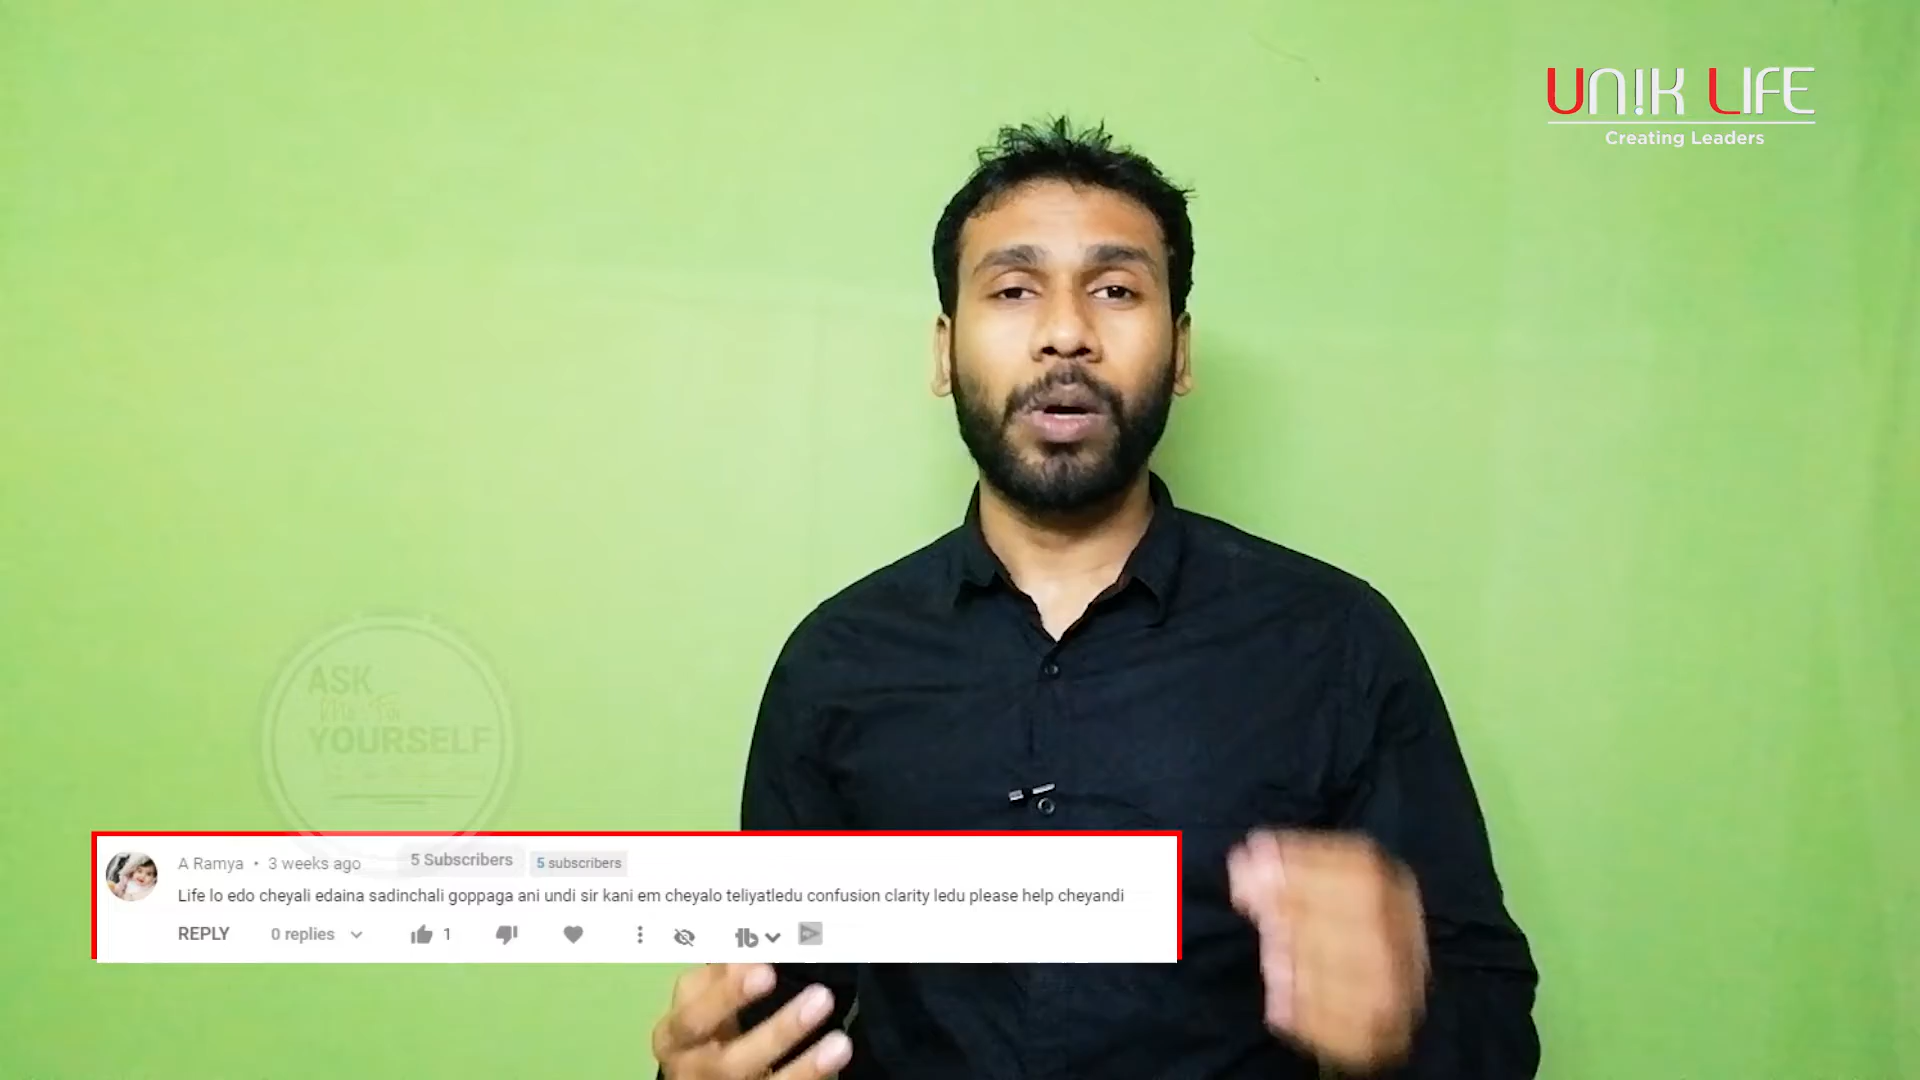 UN!K LIFE
Creating Leaders
ASK
YOURSELF
A Ramya • 3 weeks ago 5 Subscribers 5 subscribers
Life lo edo cheyali edaina sadinchali goppaga ani undi sir kani em cheyalo teliyatledu confusion clarity ledu please help cheyandi
REPLY 0 replies 1